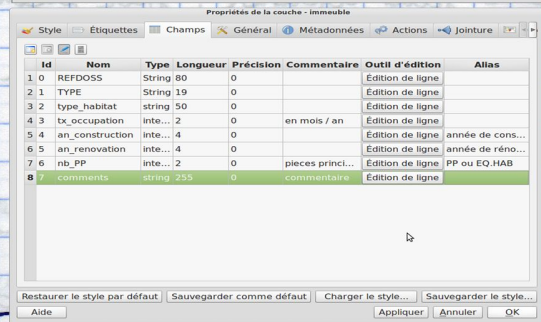 Propriétés de la couche - immeuble
Style Étiquettes Champs Général Métadonnées Actions Jointure
Id Nom Type Longueur Précision Commentaire Outil d'édition Alias
1 0 REFDOSS String 80 0 Édition de ligne
2 1 TYPE String 19 0 Édition de ligne
3 2 type_habitat String 50 0 Édition de ligne
4 3 tx_occupation inte... 2 0 en mois / an Édition de ligne
5 4 an_construction inte... 4 0 Édition de ligne année de cons...
6 5 an_renovation inte... 4 0 Édition de ligne année de réno...
7 6 nb_PP inte... 2 0 pieces princi... Édition de ligne PP ou EQ.HAB
8 7 comments string 255 0 commentaire Édition de ligne
Restaurer le style par défaut Sauvegarder comme défaut Charger le style... Sauvegarder le style...
Aide Appliquer Annuler OK